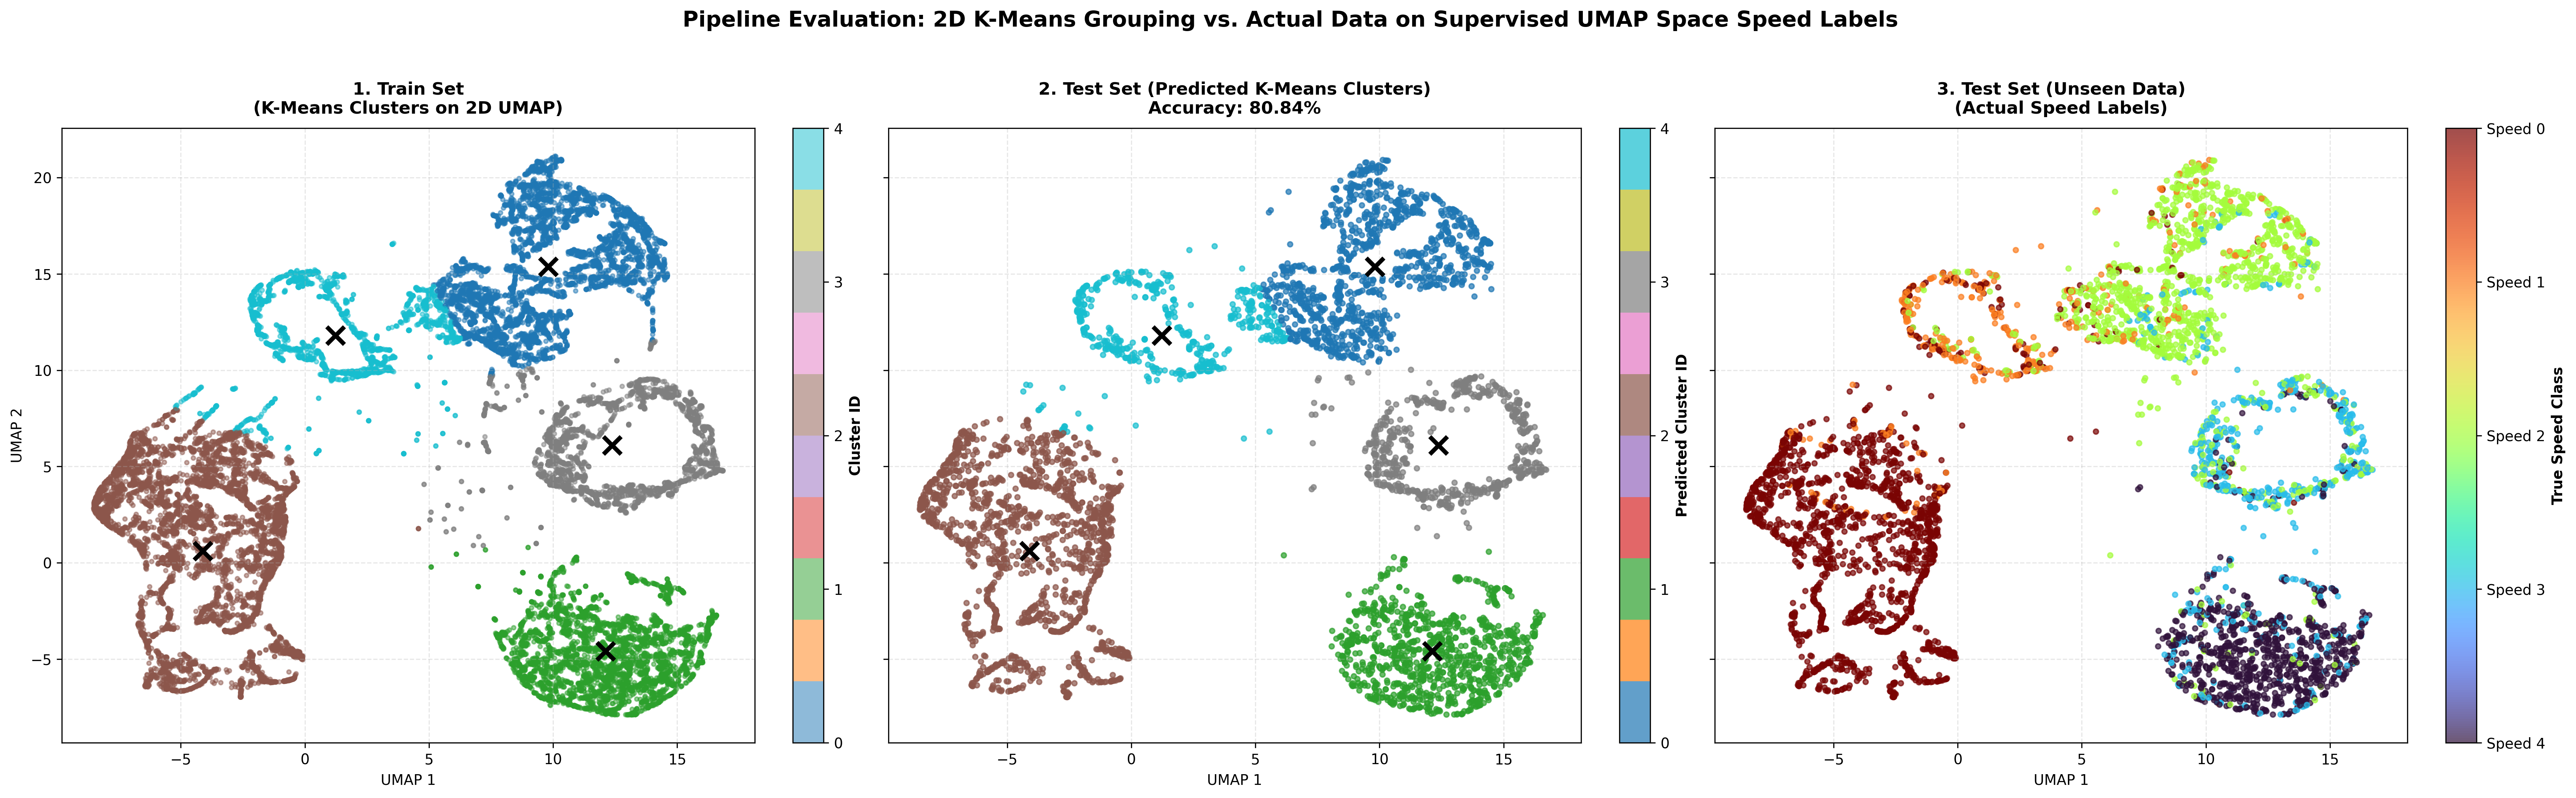 Pipeline Evaluation: 2D K-Means Grouping vs. Actual Data on Supervised UMAP Space Speed Labels
1. Train Set
(K-Means Clusters on 2D UMAP)
20
15
10
5
0
−5
UMAP 2
−5 0 5 10 15
UMAP 1
4
3
2
1
0
Cluster ID
2. Test Set (Predicted K-Means Clusters)
Accuracy: 80.84%
−5 0 5 10 15
UMAP 1
4
3
2
1
0
Predicted Cluster ID
3. Test Set (Unseen Data)
(Actual Speed Labels)
−5 0 5 10 15
UMAP 1
Speed 0
Speed 1
Speed 2
Speed 3
Speed 4
True Speed Class